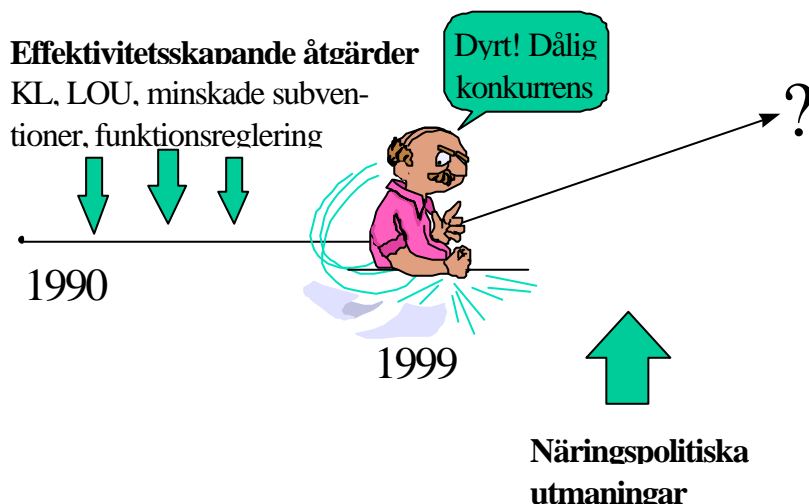 Effektivitetsskapande åtgärder
KL, LOU, minskade subven-
tioner, funktionsreglering
Dyrt! Dålig
konkurrens
?
1990
1999
Näringspolitiska
utmaningar